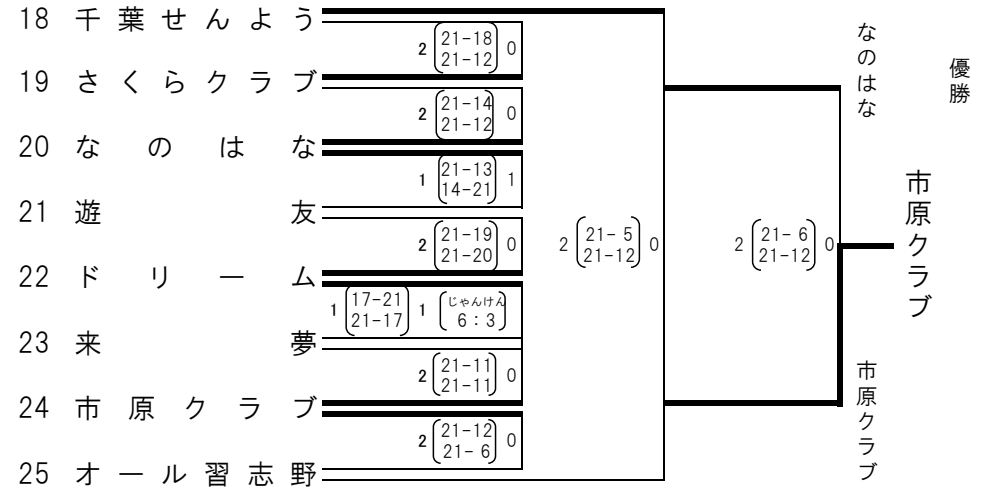 18 千葉せんよう
2 21-18 0
21-12
19 さくらクラブ
2 21-14 0
21-12
20 なのはな
1 21-13 1
14-21
21 遊友
2 21-19 0
21-20
22 ドリーム
1 17-21 1 じゃんけん
21-17 6:3
23 来夢
2 21-11 0
21-11
24 市原クラブ
2 21-12 0
21- 6
25 オール習志野
2 21- 5 0
21-12
なのはな
2 21- 6 0
21-12
市原クラブ
優勝
市原クラブ